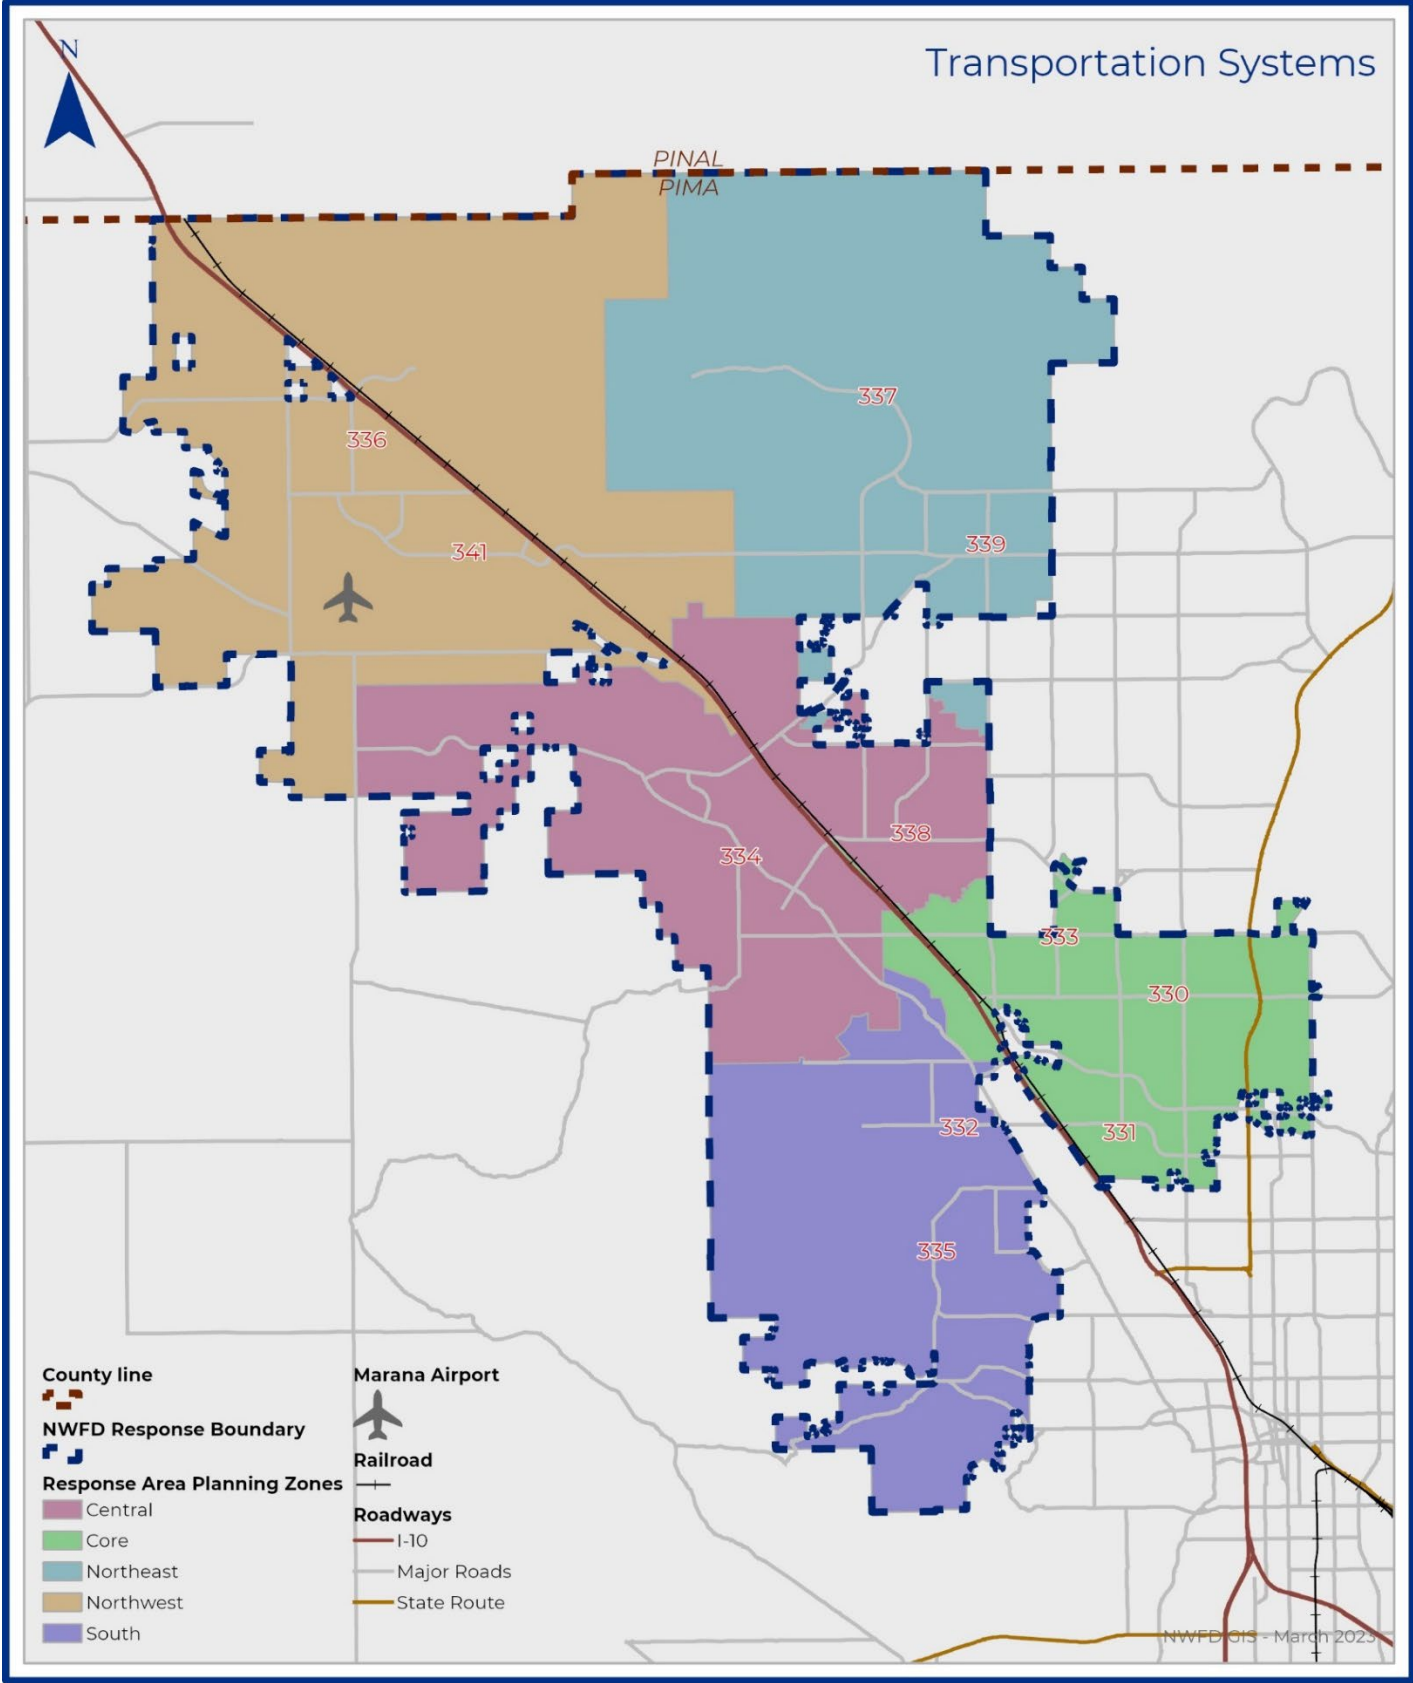 Transportation Systems
N
PINAL
PIMA
337
336
339
341
338
334
333
330
332
331
335
County line
NWFD Response Boundary
Response Area Planning Zones
Central
Core
Northeast
Northwest
South
Marana Airport
Railroad
Roadways
I-10
Major Roads
State Route
NWFD GIS - March 2023